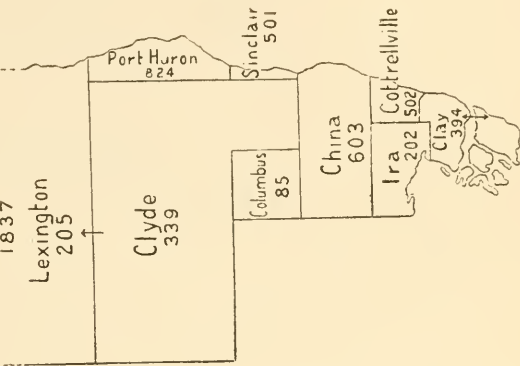 1837
Lexington
205
Port Huron
824
Sinclair
501
Clyde
339
Columbus
85
China
603
Cottrellville
502
Ira
202
Clay
394